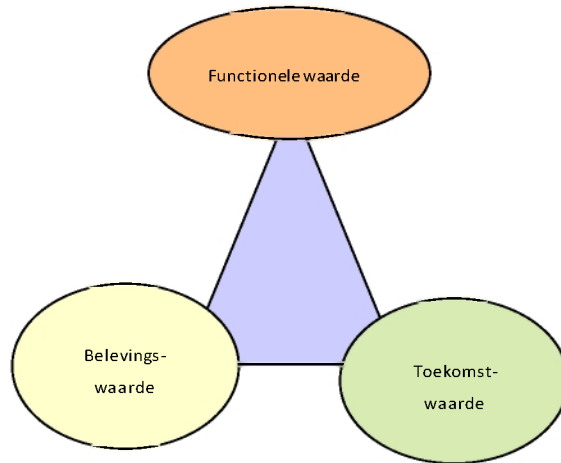 Functionele waarde
Belevings-
waarde
Toekomst-
waarde